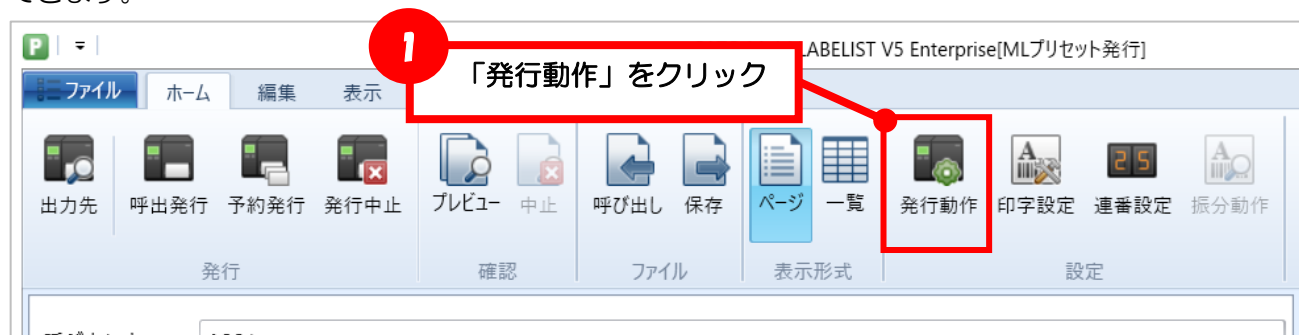 できます。
P
LABELIST V5 Enterprise[MLプリセット発行]
1
「発行動作」をクリック
ファイル ホーム 編集 表示
出力先 呼出発行 予約発行 発行中止 プレビュー 中止 呼び出し 保存 ページ 一覧 発行動作 印字設定 連番設定 振分動作
発行 確認 ファイル 表示形式 設定